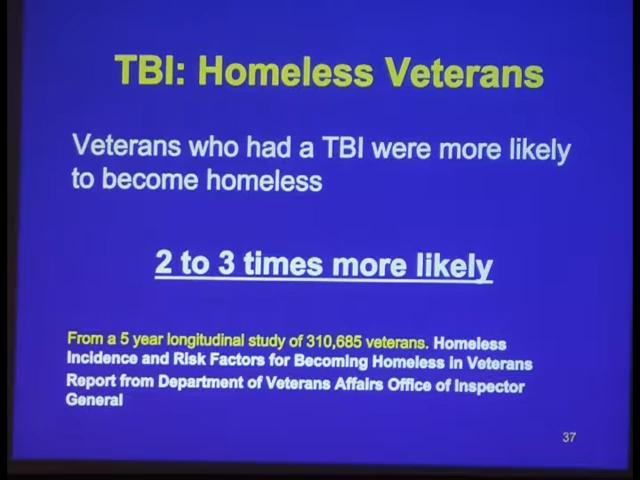 TBI: Homeless Veterans
Veterans who had a TBI were more likely
to become homeless
2 to 3 times more likely
From a 5 year longitudinal study of 310,685 veterans. Homeless
Incidence and Risk Factors for Becoming Homeless in Veterans
Report from Department of Veterans Affairs Office of Inspector
General
37